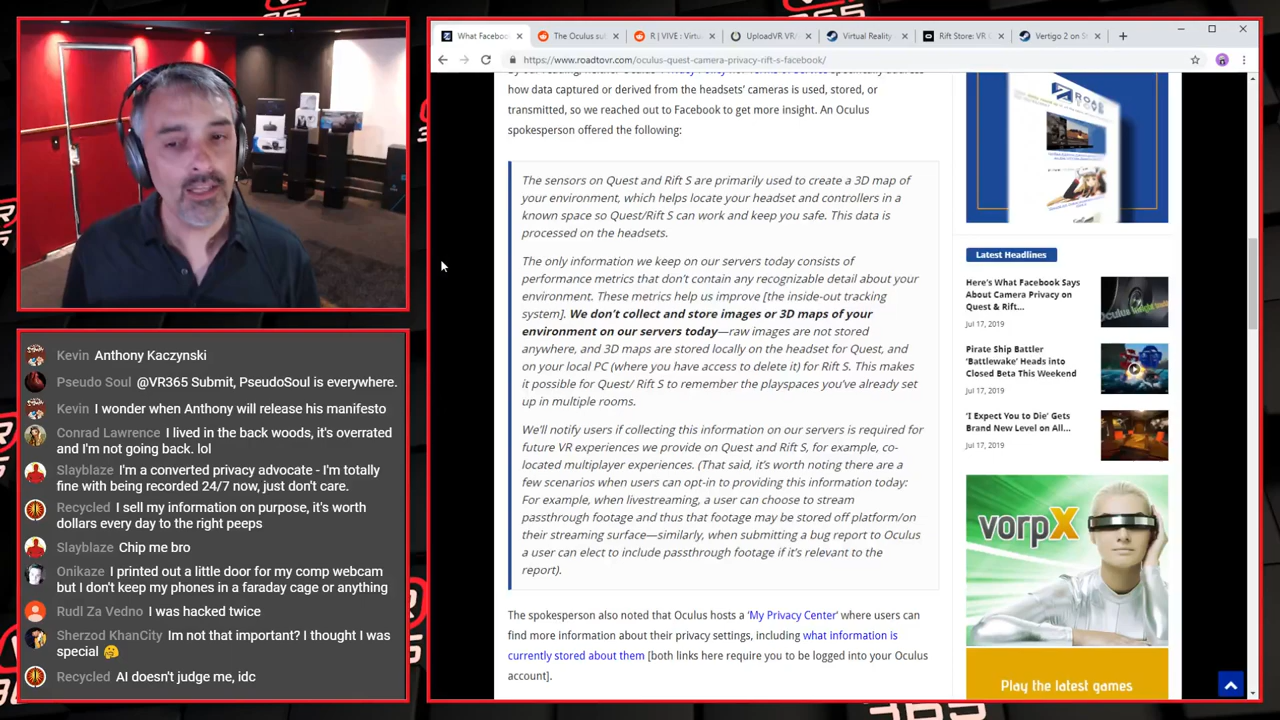 What Faceboo
The Oculus su
R | VIVE : Virtu
UploadVR VR/
Virtual Reality
Rift Store: VR G
Vertigo 2 on S
https://www.roadtovr.com/oculus-quest-camera-privacy-rift-s-facebook/
how data captured or derived from the headsets' cameras is used, stored, or
transmitted, so we reached out to Facebook to get more insight. An Oculus
spokesperson offered the following:
The sensors on Quest and Rift S are primarily used to create a 3D map of
your environment, which helps locate your headset and controllers in a
known space so Quest/Rift S can work and keep you safe. This data is
processed on the headsets.
The only information we keep on our servers today consists of
performance metrics that don't contain any recognizable detail about your
environment. These metrics help us improve [the inside-out tracking
system]. We don't collect and store images or 3D maps of your
environment on our servers today—raw images are not stored
anywhere, and 3D maps are stored locally on the headset for Quest, and
on your local PC (where you have access to delete it) for Rift S. This makes
it possible for Quest/ Rift S to remember the playspaces you've already set
up in multiple rooms.
We'll notify users if collecting this information on our servers is required for
future VR experiences we provide on Quest and Rift S, for example, co-
located multiplayer experiences. (That said, it's worth noting there are a
few scenarios when users can opt-in to providing this information today:
For example, when livestreaming, a user can choose to stream
passthrough footage and thus that footage may be stored off platform/on
their streaming surface—similarly, when submitting a bug report to Oculus
a user can elect to include passthrough footage if it's relevant to the
report).
The spokesperson also noted that Oculus hosts a 'My Privacy Center' where users can
find more information about their privacy settings, including what information is
currently stored about them [both links here require you to be logged into your Oculus
account].
Latest Headlines
Here's What Facebook Says
About Camera Privacy on
Quest & Rift...
Jul 17, 2019
Pirate Ship Battler
'Battlewake' Heads into
Closed Beta This Weekend
Jul 17, 2019
'I Expect You to Die' Gets
Brand New Level on All...
Jul 17, 2019
vorpX
Play the latest games
Kevin Anthony Kaczynski
Pseudo Soul @VR365 Submit, PseudoSoul is everywhere.
Kevin I wonder when Anthony will release his manifesto
Conrad Lawrence I lived in the back woods, it's overrated
and I'm not going back. lol
Slayblaze I'm a converted privacy advocate - I'm totally
fine with being recorded 24/7 now, just don't care.
Recycled I sell my information on purpose, it's worth
dollars every day to the right peeps
Slayblaze Chip me bro
Onikaze I printed out a little door for my comp webcam
but I don't keep my phones in a faraday cage or anything
Rudl Za Vedno I was hacked twice
Sherzod KhanCity Im not that important? I thought I was
special 🤔
Recycled AI doesn't judge me, idc